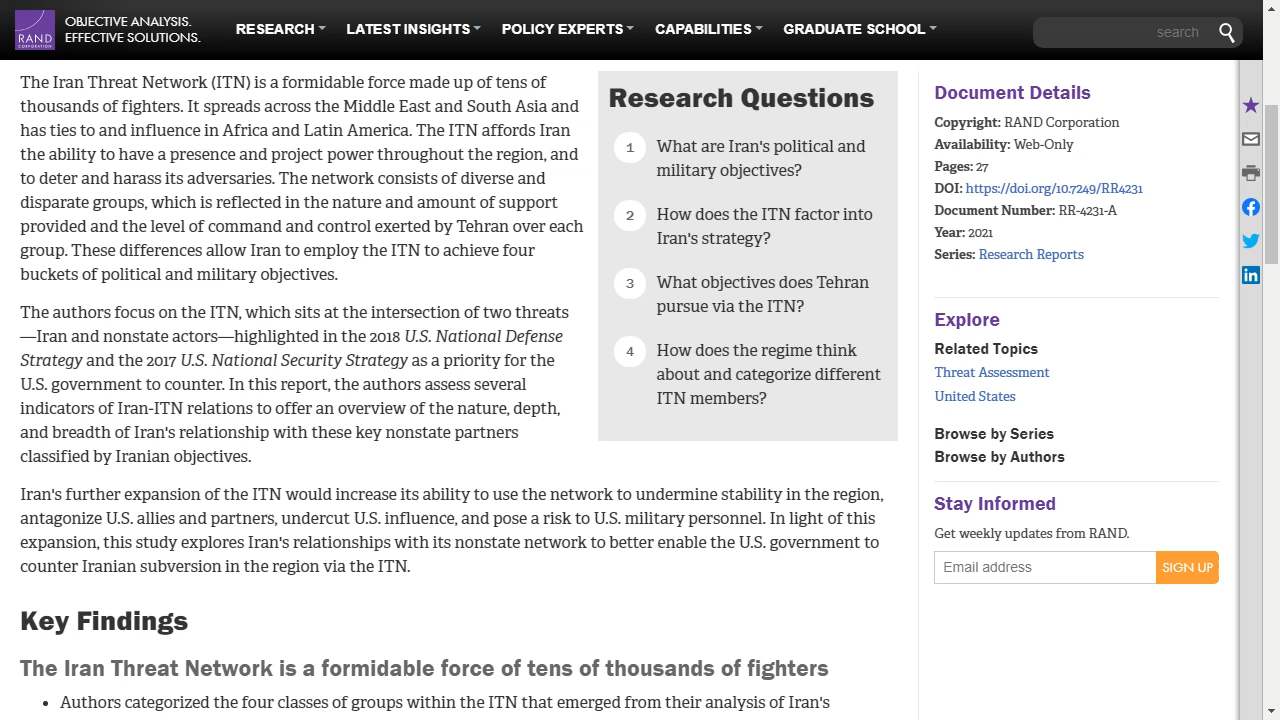 RAND CORPORATION
OBJECTIVE ANALYSIS.
EFFECTIVE SOLUTIONS.
RESEARCH
LATEST INSIGHTS
POLICY EXPERTS
CAPABILITIES
GRADUATE SCHOOL
search
The Iran Threat Network (ITN) is a formidable force made up of tens of
thousands of fighters. It spreads across the Middle East and South Asia and
has ties to and influence in Africa and Latin America. The ITN affords Iran
the ability to have a presence and project power throughout the region, and
to deter and harass its adversaries. The network consists of diverse and
disparate groups, which is reflected in the nature and amount of support
provided and the level of command and control exerted by Tehran over each
group. These differences allow Iran to employ the ITN to achieve four
buckets of political and military objectives.
The authors focus on the ITN, which sits at the intersection of two threats
—Iran and nonstate actors—highlighted in the 2018 U.S. National Defense
Strategy and the 2017 U.S. National Security Strategy as a priority for the
U.S. government to counter. In this report, the authors assess several
indicators of Iran-ITN relations to offer an overview of the nature, depth,
and breadth of Iran's relationship with these key nonstate partners
classified by Iranian objectives.
Iran's further expansion of the ITN would increase its ability to use the network to undermine stability in the region,
antagonize U.S. allies and partners, undercut U.S. influence, and pose a risk to U.S. military personnel. In light of this
expansion, this study explores Iran's relationships with its nonstate network to better enable the U.S. government to
counter Iranian subversion in the region via the ITN.
Key Findings
The Iran Threat Network is a formidable force of tens of thousands of fighters
• Authors categorized the four classes of groups within the ITN that emerged from their analysis of Iran's
Research Questions
1 What are Iran's political and
military objectives?
2 How does the ITN factor into
Iran's strategy?
3 What objectives does Tehran
pursue via the ITN?
4 How does the regime think
about and categorize different
ITN members?
Document Details
Copyright: RAND Corporation
Availability: Web-Only
Pages: 27
DOI: https://doi.org/10.7249/RR4231
Document Number: RR-4231-A
Year: 2021
Series: Research Reports
Explore
Related Topics
Threat Assessment
United States
Browse by Series
Browse by Authors
Stay Informed
Get weekly updates from RAND.
Email address
SIGN UP